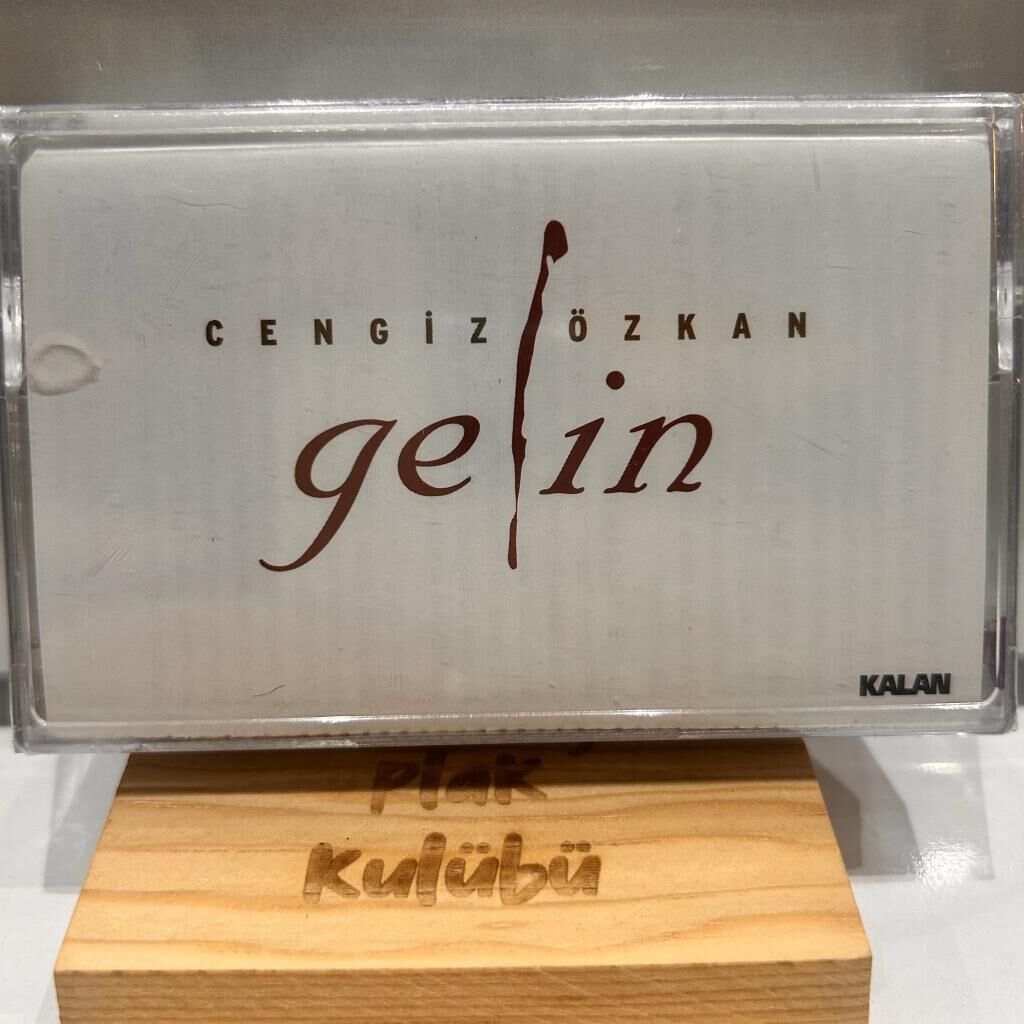 CENGİZ ÖZKAN
gelin
KALAN
Plak
Kulübü